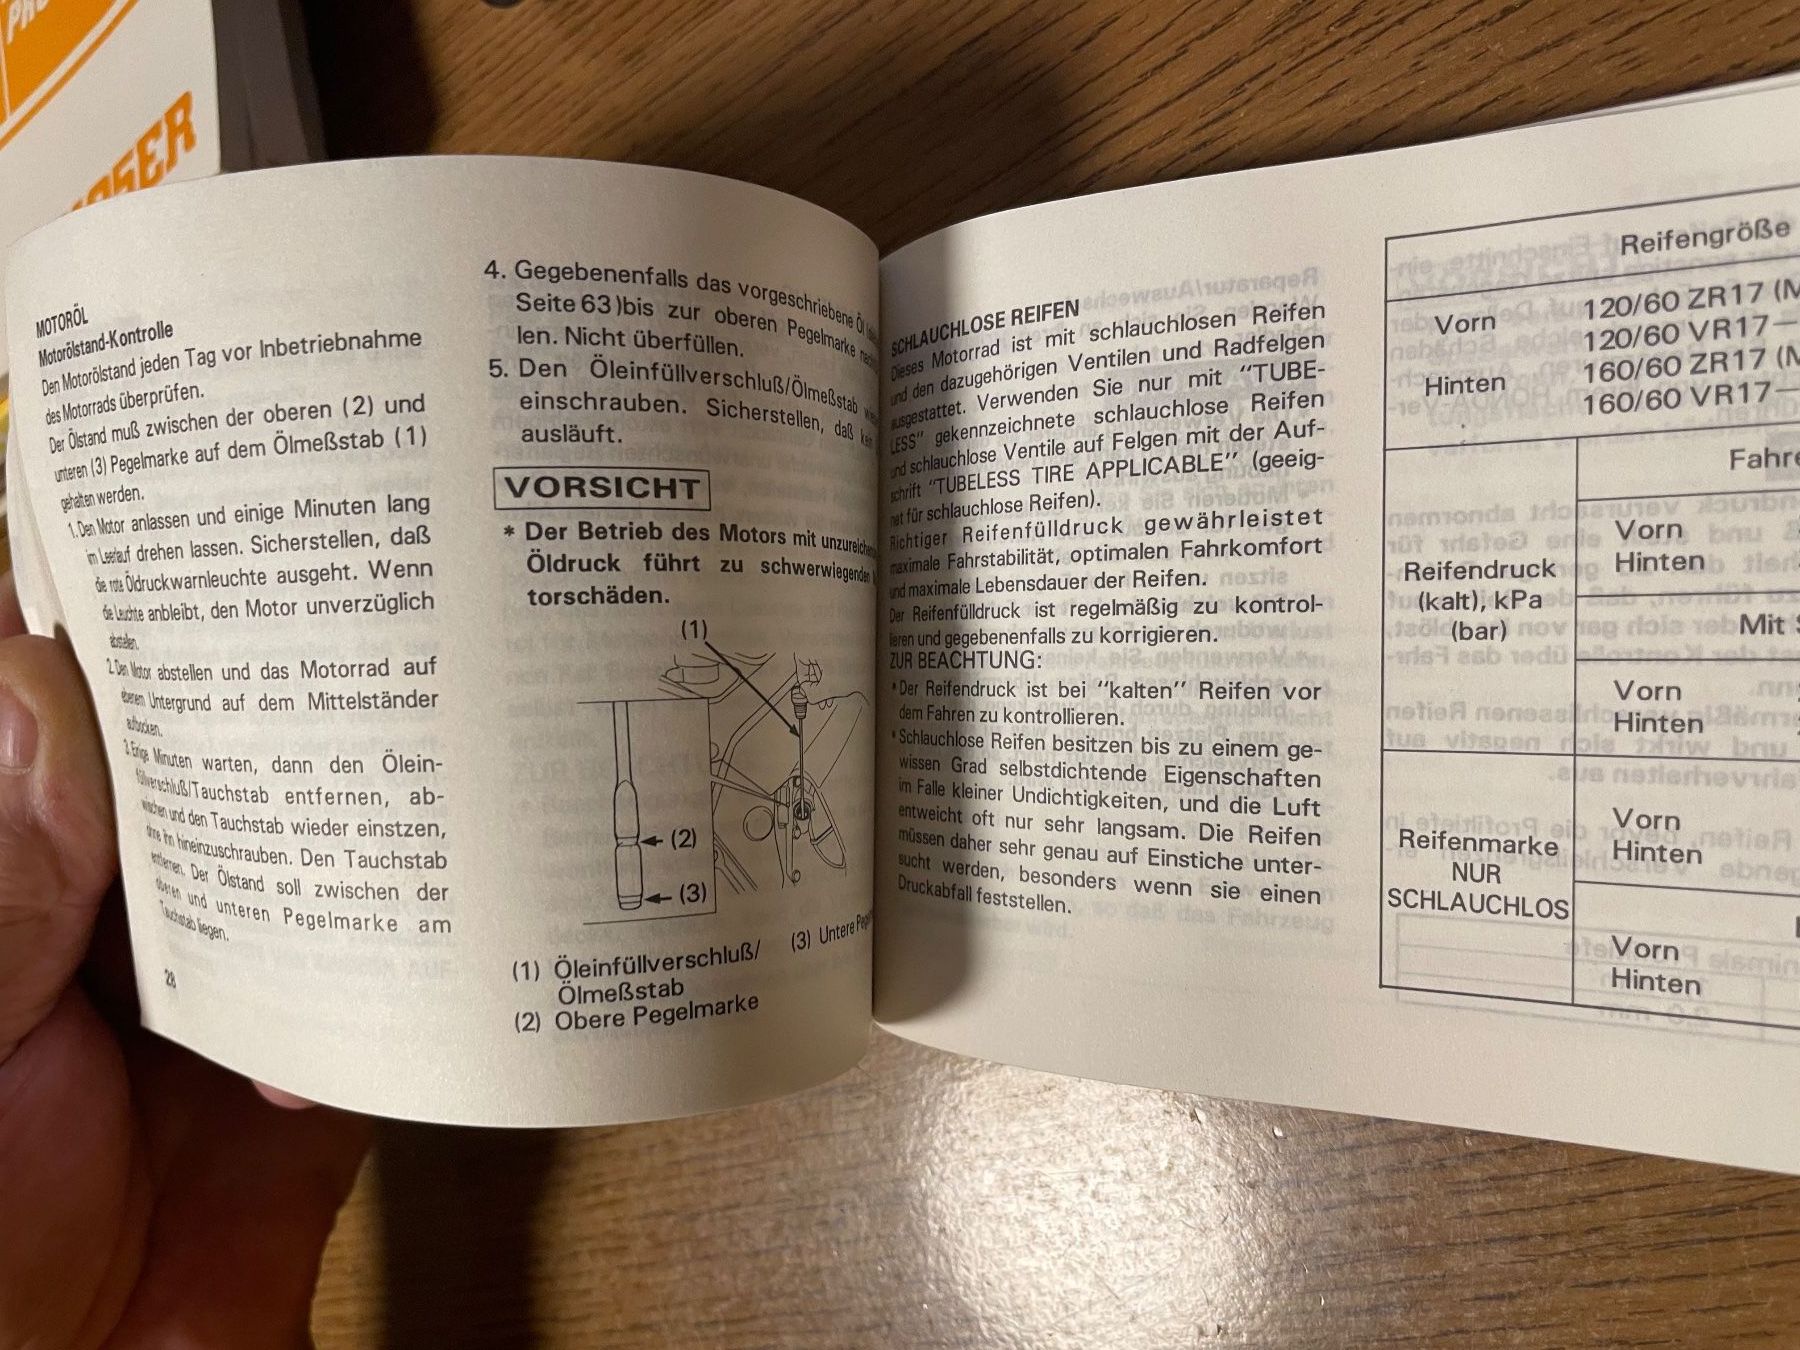 MOTORÖL
Motorölstand-Kontrolle
Den Motorölstand jeden Tag vor Inbetriebnahme
des Motorrads überprüfen.
Der Ölstand muß zwischen der oberen (2) und
unteren (3) Pegelmarke auf dem Ölmeßstab (1)
gehalten werden.
1. Den Motor anlassen und einige Minuten lang
im Leerlauf drehen lassen. Sicherstellen, daß
die rote Öldruckwarnleuchte ausgeht. Wenn
die Leuchte anbleibt, den Motor unverzüglich
abstellen.
2. Den Motor abstellen und das Motorrad auf
ebenem Untergrund auf dem Mittelständer
aufbocken.
3. Einige Minuten warten, dann den Ölein-
füllverschluß/Tauchstab entfernen, ab-
wischen und den Tauchstab wieder einstzen,
ohne ihn hineinzuschrauben. Den Tauchstab
entfernen. Der Ölstand soll zwischen der
oberen und unteren Pegelmarke am
Tauchstab liegen.
28
4. Gegebenenfalls das vorgeschriebene Öl
Seite 63)bis zur oberen Pegelmarke
len. Nicht überfüllen.
5. Den Öleinfüllverschluß/Ölmeßstab
einschrauben. Sicherstellen, daß kein
ausläuft.
VORSICHT
* Der Betrieb des Motors mit
Öldruck führt zu schwerwiegenden
torschäden.
(1)
(2)
(3)
(1) Öleinfüllverschluß/
Ölmeßstab
(2) Obere Pegelmarke
(3) Untere
SCHLAUCHLOSE REIFEN
Dieses Motorrad ist mit schlauchlosen Reifen
und den dazugehörigen Ventilen und Radfelgen
ausgestattet. Verwenden Sie nur mit "TUBE-
LESS" gekennzeichnete schlauchlose Reifen
und schlauchlose Ventile auf Felgen mit der Auf-
schrift "TUBELESS TIRE APPLICABLE" (geeig-
net für schlauchlose Reifen).
Richtiger Reifenfülldruck gewährleistet
maximale Fahrstabilität, optimalen Fahrkomfort
und maximale Lebensdauer der Reifen.
Der Reifenfülldruck ist regelmäßig zu kontrol-
lieren und gegebenenfalls zu korrigieren.
ZUR BEACHTUNG:
* Der Reifendruck ist bei "kalten" Reifen vor
dem Fahren zu kontrollieren.
* Schlauchlose Reifen besitzen bis zu einem ge-
wissen Grad selbstdichtende Eigenschaften
im Falle kleiner Undichtigkeiten, und die Luft
entweicht oft nur sehr langsam. Die Reifen
müssen daher sehr genau auf Einstiche unter-
sucht werden, besonders wenn sie einen
Druckabfall feststellen.
Reifengröße
Vorn
120/60 ZR17 (M
120/60 VR17—
Hinten
160/60 ZR17 (M
160/60 VR17—
Reifendruck
(kalt), kPa
(bar)
Fahre
Vorn
Hinten
Mit S
Vorn
Hinten
Reifenmarke
NUR
SCHLAUCHLOS
Vorn
Hinten
Vorn
Hinten